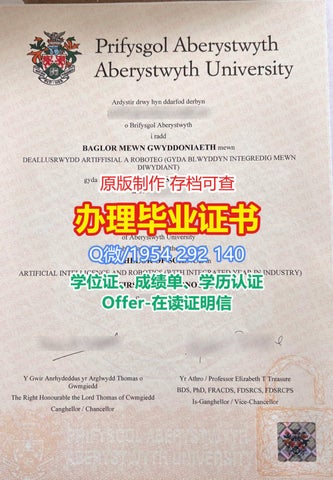 Prifysgol Aberystwyth
Aberystwyth University
Ardystir drwy hyn ddarfod derbyn
o Brifysgol Aberystwyth
i radd
BAGLOR MEWN GWYDDONIAETH mewn
DEALLUSRWYDD ARTIFFISIAL A ROBOTEG (GYDA BLWYDDYN INTEGREDIG MEWN
DIWYDIANT)
gyda
原版制作 存档可查
办理毕业证书
of Aberystwyth University
Q微/1954 292 140
ARTIFICIAL INTELLIGENCE AND ROBOTICS (WITH INTEGRATED YEAR IN INDUSTRY)
学位证、成绩单、学历认证
Offer-在读证明信
Y Gwir Anrhydeddus yr Arglwydd Thomas o
Gwmgiedd
The Right Honourable the Lord Thomas of Cwmgiedd
Canghellor / Chancellor
Yr Athro / Professor Elizabeth T Treasure
BDS, PhD, FRACDS, FDSRCS, FDSRCPS
Is-Ganghellor / Vice-Chancellor